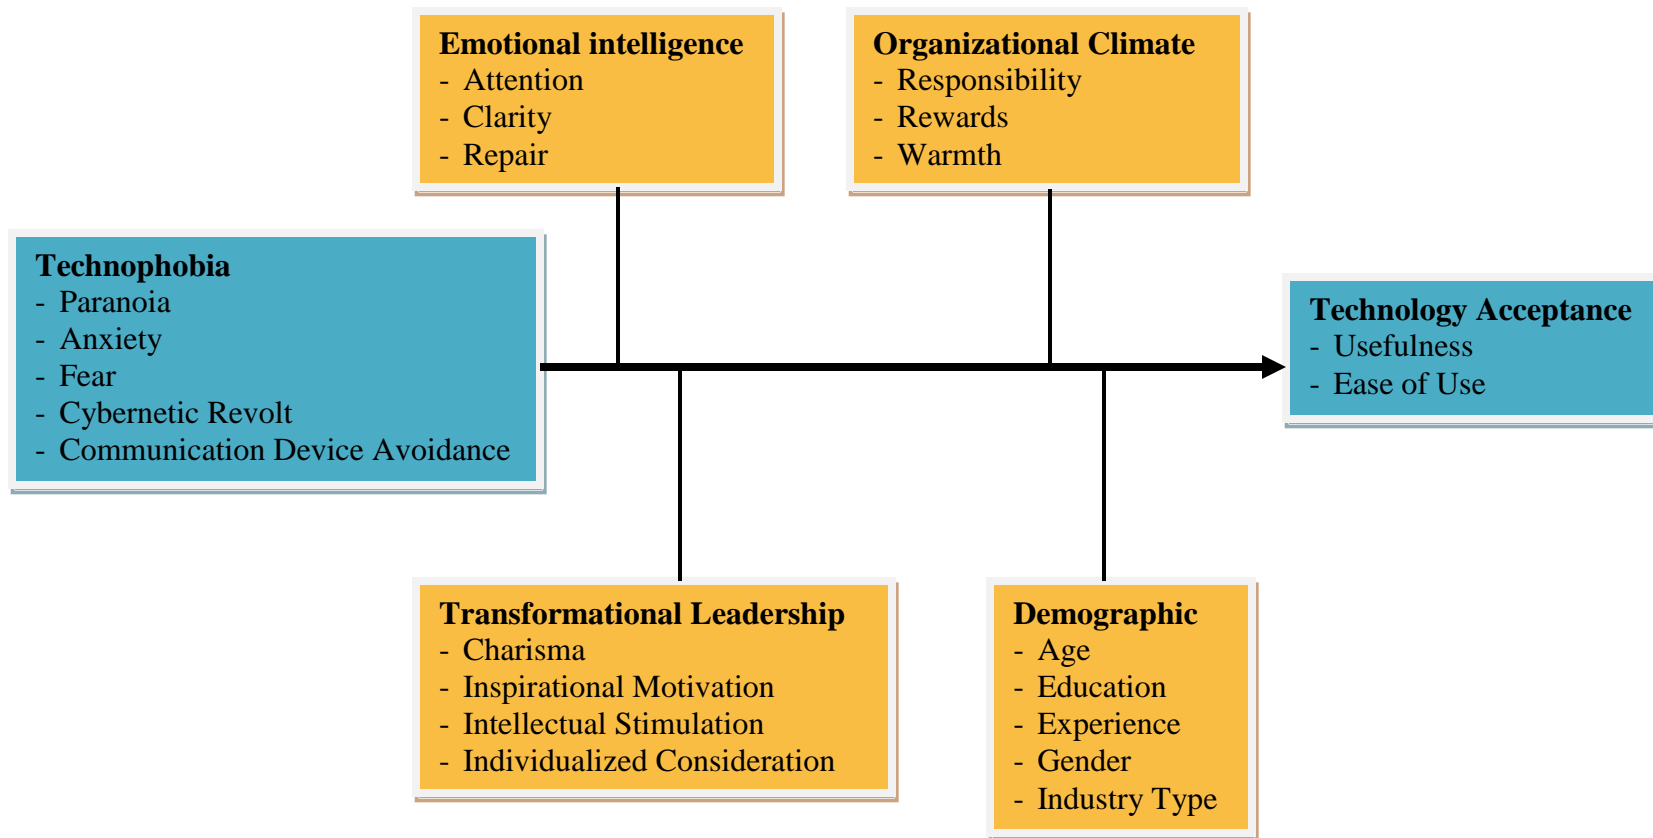 Emotional intelligence
- Attention
- Clarity
- Repair
Organizational Climate
- Responsibility
- Rewards
- Warmth
Technophobia
- Paranoia
- Anxiety
- Fear
- Cybernetic Revolt
- Communication Device Avoidance
Technology Acceptance
- Usefulness
- Ease of Use
Transformational Leadership
- Charisma
- Inspirational Motivation
- Intellectual Stimulation
- Individualized Consideration
Demographic
- Age
- Education
- Experience
- Gender
- Industry Type